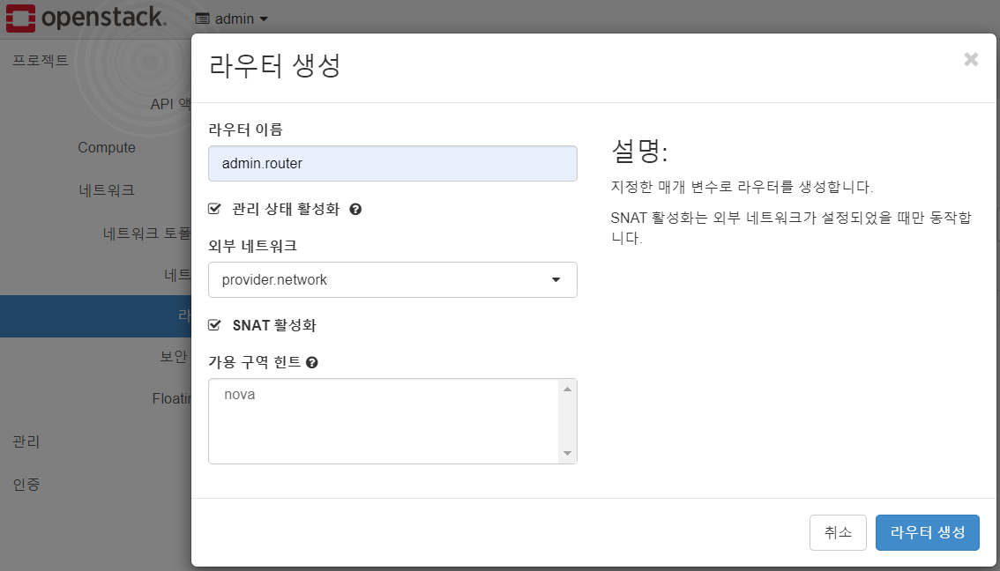 openstack.
admin
프로젝트
API 액
Compute
네트워크
네트워크 토폴
네트
라
보안
Floatin
관리
인증
라우터 생성
×
라우터 이름
admin.router
관리 상태 활성화
외부 네트워크
provider.network
SNAT 활성화
가용 구역 힌트
nova
설명:
지정한 매개 변수로 라우터를 생성합니다.
SNAT 활성화는 외부 네트워크가 설정되었을 때만 동작합
니다.
취소
라우터 생성